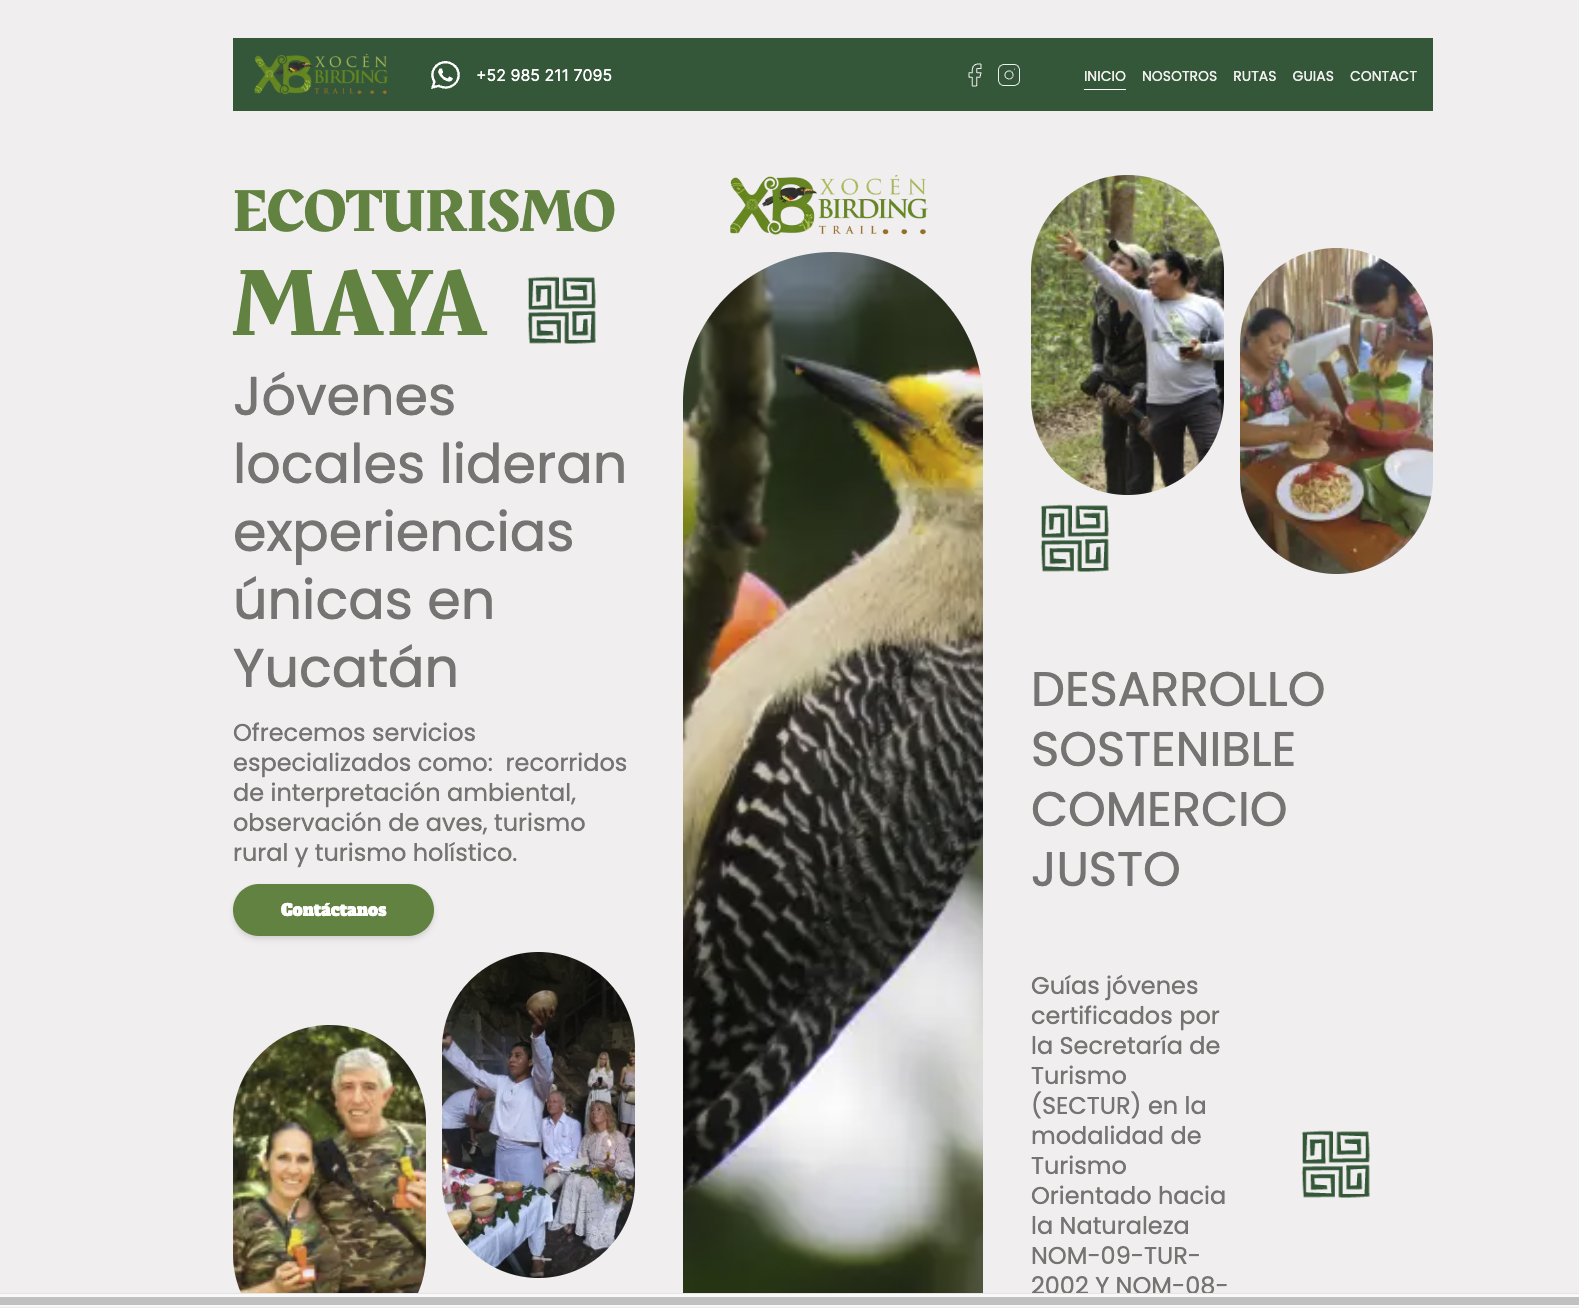 XOCÉN
BIRDING
TRAIL...
+52 985 211 7095
INICIO NOSOTROS RUTAS GUIAS CONTACT
ECOTURISMO
MAYA
Jóvenes
locales lideran
experiencias
únicas en
Yucatán
Ofrecemos servicios
especializados como: recorridos
de interpretación ambiental,
observación de aves, turismo
rural y turismo holístico.
Contáctanos
XB XOCÉN
BIRDING
TRAIL...
DESARROLLO
SOSTENIBLE
COMERCIO
JUSTO
Guías jóvenes
certificados por
la Secretaría de
Turismo
(SECTUR) en la
modalidad de
Turismo
Orientado hacia
la Naturaleza
NOM-09-TUR-
2002 Y NOM-08-